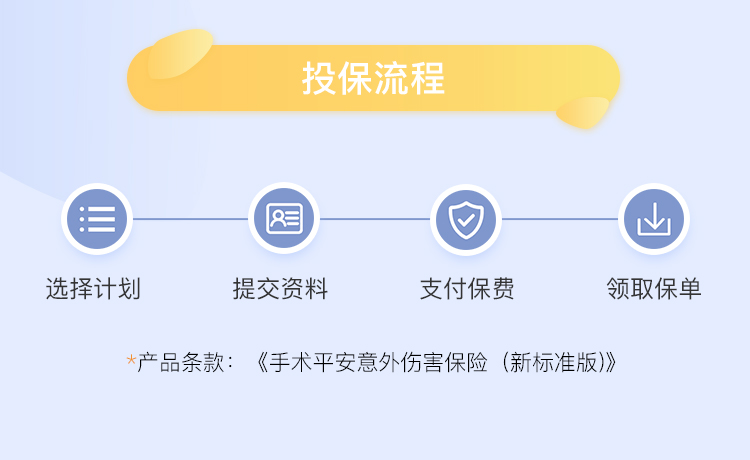 投保流程
选择计划
提交资料
支付保费
领取保单
*产品条款：《手术平安意外伤害保险（新标准版)》